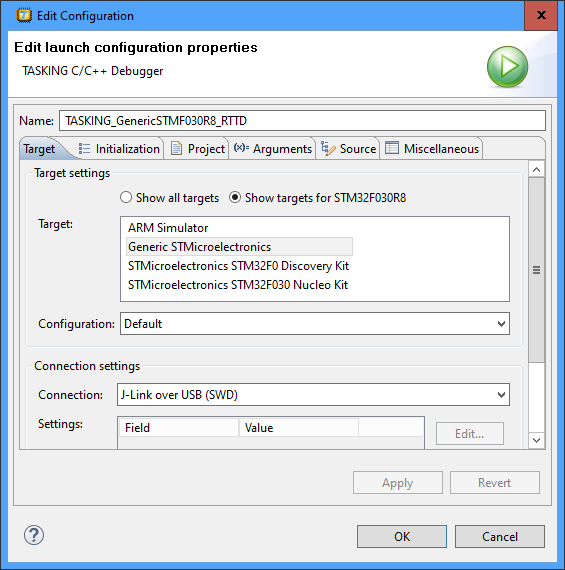 Edit Configuration
Edit launch configuration properties
TASKING C/C++ Debugger
Name: TASKING_GenericSTMF030R8_RTTD
Target Initialization Project (x)= Arguments Source Miscellaneous
Target settings
Show all targets Show targets for STM32F030R8
Target: ARM Simulator
Generic STMicroelectronics
STMicroelectronics STM32F0 Discovery Kit
STMicroelectronics STM32F030 Nucleo Kit
Configuration: Default
Connection settings
Connection: J-Link over USB (SWD)
Settings: Field Value Edit...
Apply Revert
? OK Cancel